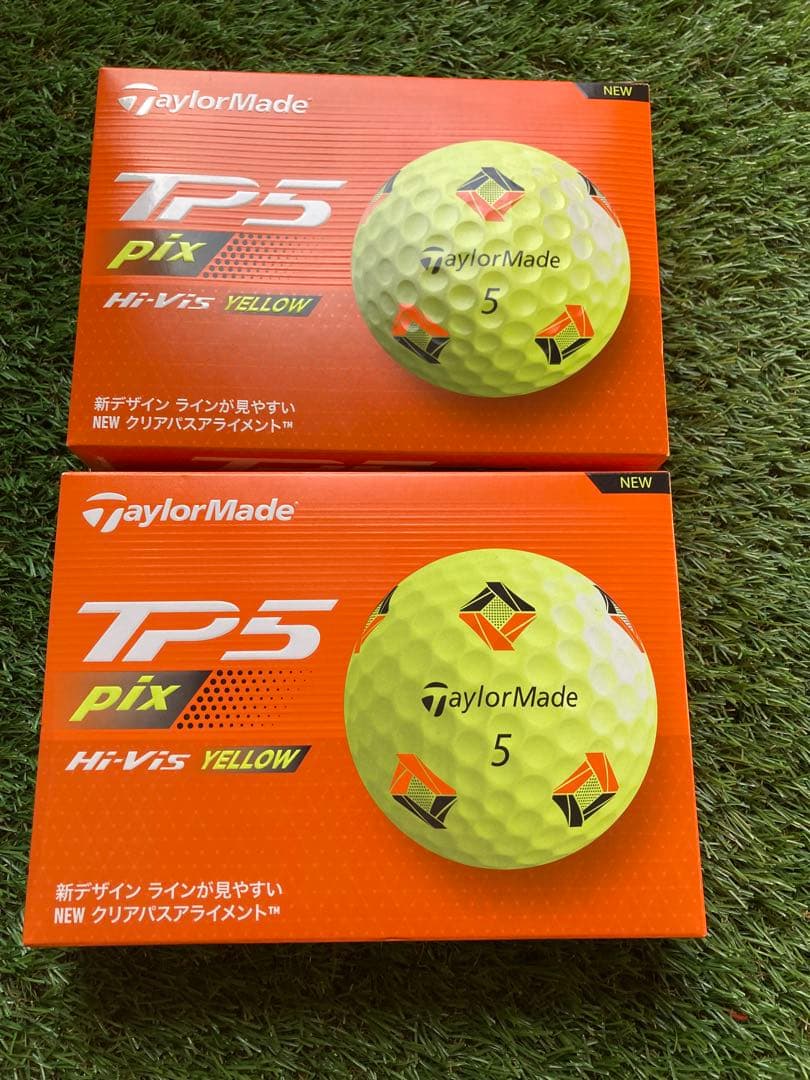 TaylorMade
NEW
TP5
pix
Hi-Vis YELLOW
TaylorMade
5
新デザイン ラインが見やすい
NEW クリアパスアライメント™
TaylorMade
NEW
TP5
pix
Hi-Vis YELLOW
TaylorMade
5
新デザイン ラインが見やすい
NEW クリアパスアライメント™